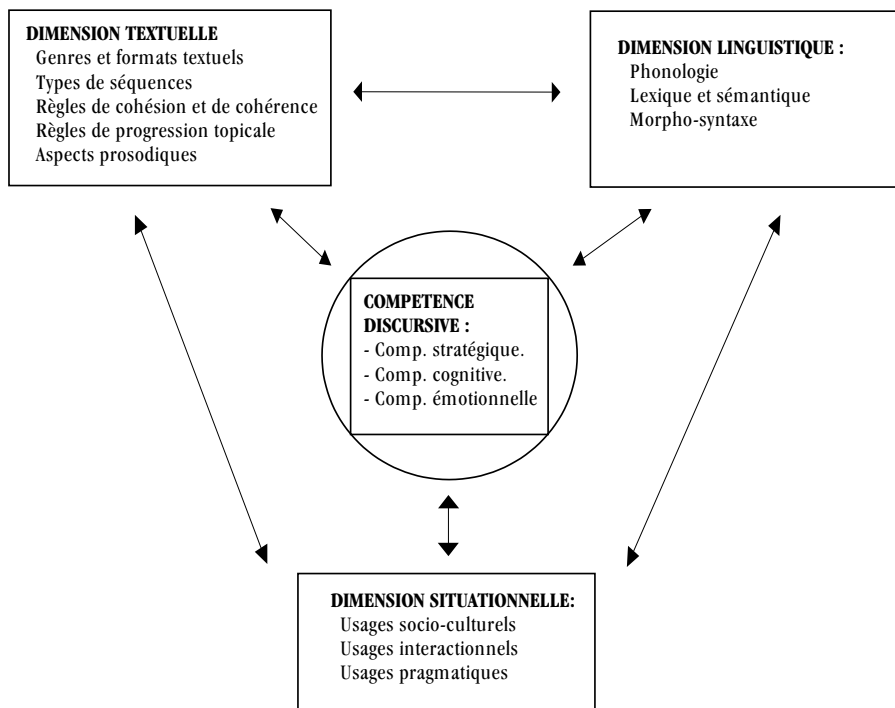 DIMENSION TEXTUELLE
Genres et formats textuels
Types de séquences
Règles de cohésion et de cohérence
Règles de progression topicale
Aspects prosodiques
DIMENSION LINGUISTIQUE :
Phonologie
Lexique et sémantique
Morpho-syntaxe
COMPETENCE
DISCURSIVE :
- Comp. stratégique.
- Comp. cognitive.
- Comp. émotionnelle
DIMENSION SITUATIONNELLE:
Usages socio-culturels
Usages interactionnels
Usages pragmatiques